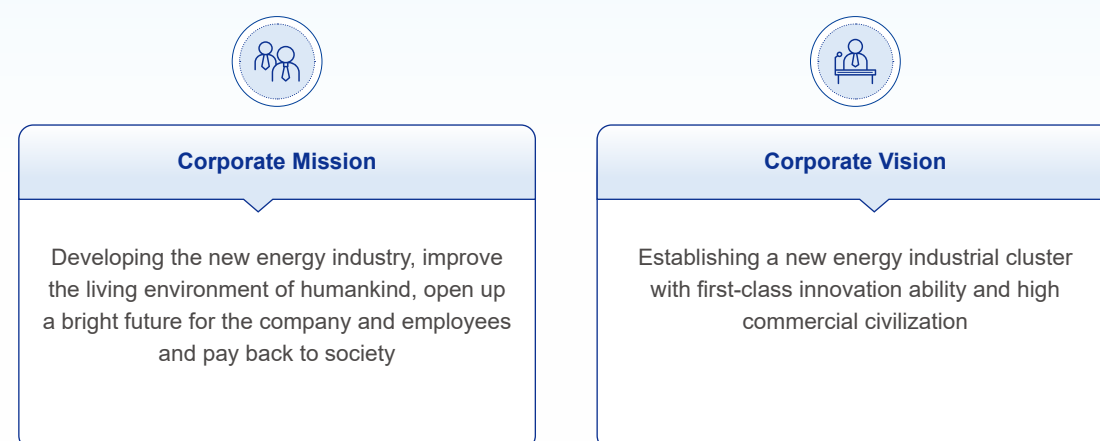 Corporate Mission
Developing the new energy industry, improve
the living environment of humankind, open up
a bright future for the company and employees
and pay back to society
Corporate Vision
Establishing a new energy industrial cluster
with first-class innovation ability and high
commercial civilization